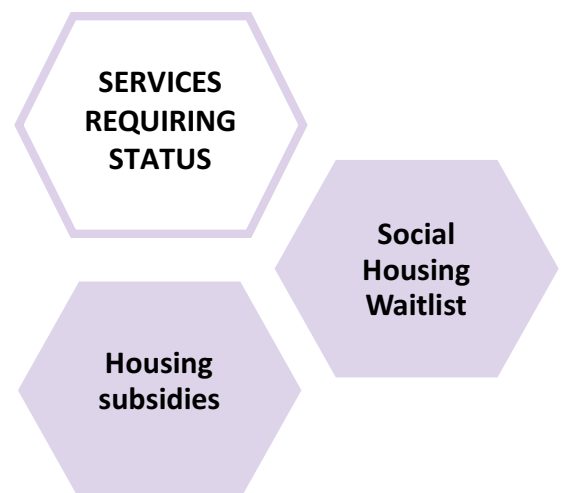 SERVICES
REQUIRING
STATUS
Social
Housing
Waitlist
Housing
subsidies